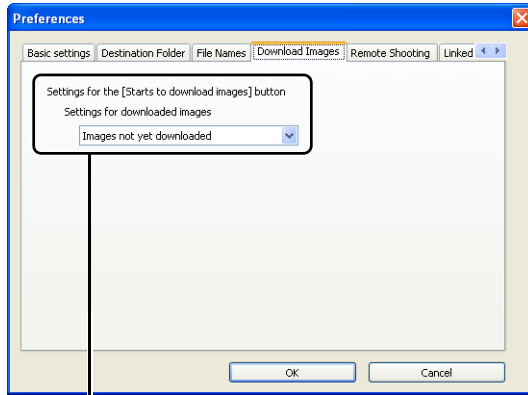 Preferences
Basic settings Destination Folder File Names Download Images Remote Shooting Linked
Settings for the [Starts to download images] button
Settings for downloaded images
Images not yet downloaded
OK Cancel